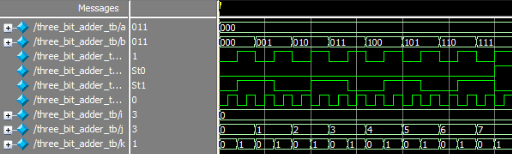 Messages
/three_bit_adder_tb/a 011 000
/three_bit_adder_tb/b 011 000 001 010 011 100 101 110 111
/three_bit_adder_t... 1
/three_bit_adder_t... St0
/three_bit_adder_t... St1
/three_bit_adder_t... 0
/three_bit_adder_tb/i 3 0
/three_bit_adder_tb/j 3 0 1 2 3 4 5 6 7
/three_bit_adder_tb/k 1 0 1 0 1 0 1 0 1 0 1 0 1 0 1 0 1